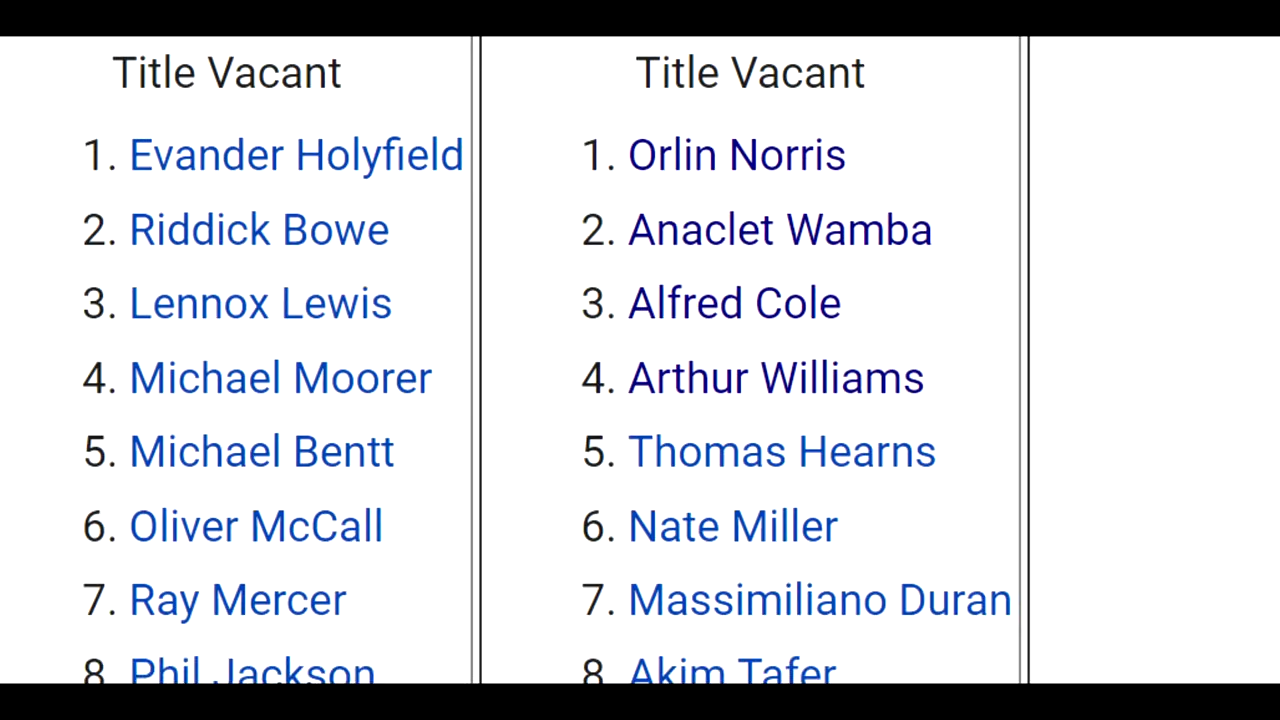 Title Vacant
1. Evander Holyfield
2. Riddick Bowe
3. Lennox Lewis
4. Michael Moorer
5. Michael Bentt
6. Oliver McCall
7. Ray Mercer
8. Phil Jackson
Title Vacant
1. Orlin Norris
2. Anaclet Wamba
3. Alfred Cole
4. Arthur Williams
5. Thomas Hearns
6. Nate Miller
7. Massimiliano Duran
8. Akim Tafer